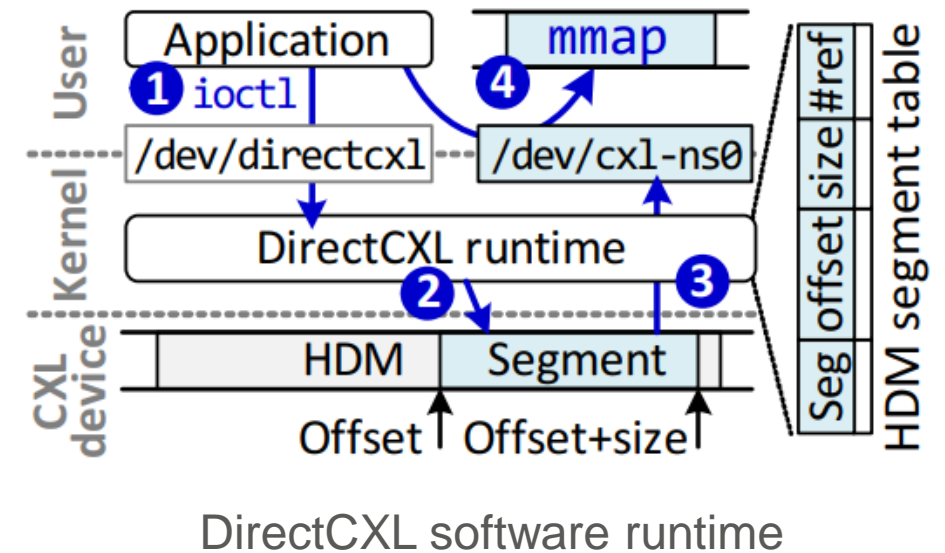 User
Application
mmap
1
ioctl
4
/dev/directcxl
/dev/cxl-ns0
Kernel
DirectCXL runtime
2
3
CXL
device
HDM
Segment
Offset
Offset+size
Seg offset size #ref
HDM segment table
DirectCXL software runtime